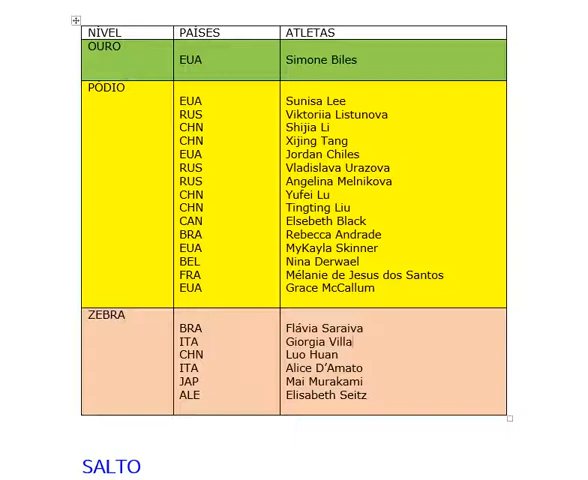 NÍVEL PAÍSES ATLETAS
OURO
EUA Simone Biles
PÓDIO
EUA Sunisa Lee
RUS Viktoriia Listunova
CHN Shijia Li
CHN Xijing Tang
EUA Jordan Chiles
RUS Vladislava Urazova
RUS Angelina Melnikova
CHN Yufei Lu
CHN Tingting Liu
CAN Elsebeth Black
BRA Rebecca Andrade
EUA MyKayla Skinner
BEL Nina Derwael
FRA Mélanie de Jesus dos Santos
EUA Grace McCallum
ZEBRA
BRA Flávia Saraiva
ITA Giorgia Villa
CHN Luo Huan
ITA Alice D’Amato
JAP Mai Murakami
ALE Elisabeth Seitz
SALTO